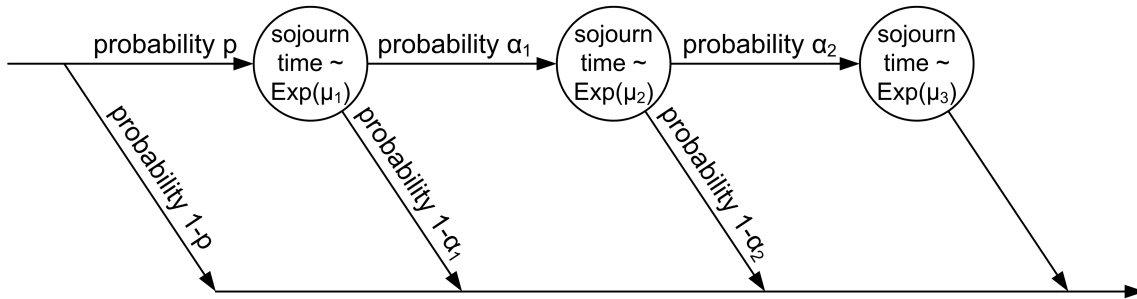 probability p
sojourn
time ~
Exp(μ₁)
probability α₁
sojourn
time ~
Exp(μ₂)
probability α₂
sojourn
time ~
Exp(μ₃)
probability 1-p
probability 1-α₁
probability 1-α₂